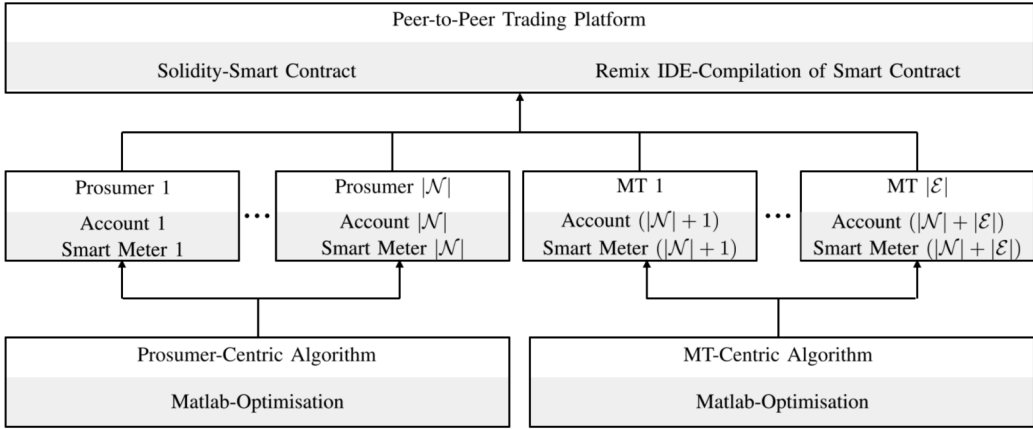 Peer-to-Peer Trading Platform
Solidity-Smart Contract Remix IDE-Compilation of Smart Contract
Prosumer 1
Account 1
Smart Meter 1
...
Prosumer |𝒩|
Account |𝒩|
Smart Meter |𝒩|
MT 1
Account (|𝒩| + 1)
Smart Meter (|𝒩| + 1)
...
MT |ℰ|
Account (|𝒩| + |ℰ|)
Smart Meter (|𝒩| + |ℰ|)
Prosumer-Centric Algorithm
Matlab-Optimisation
MT-Centric Algorithm
Matlab-Optimisation